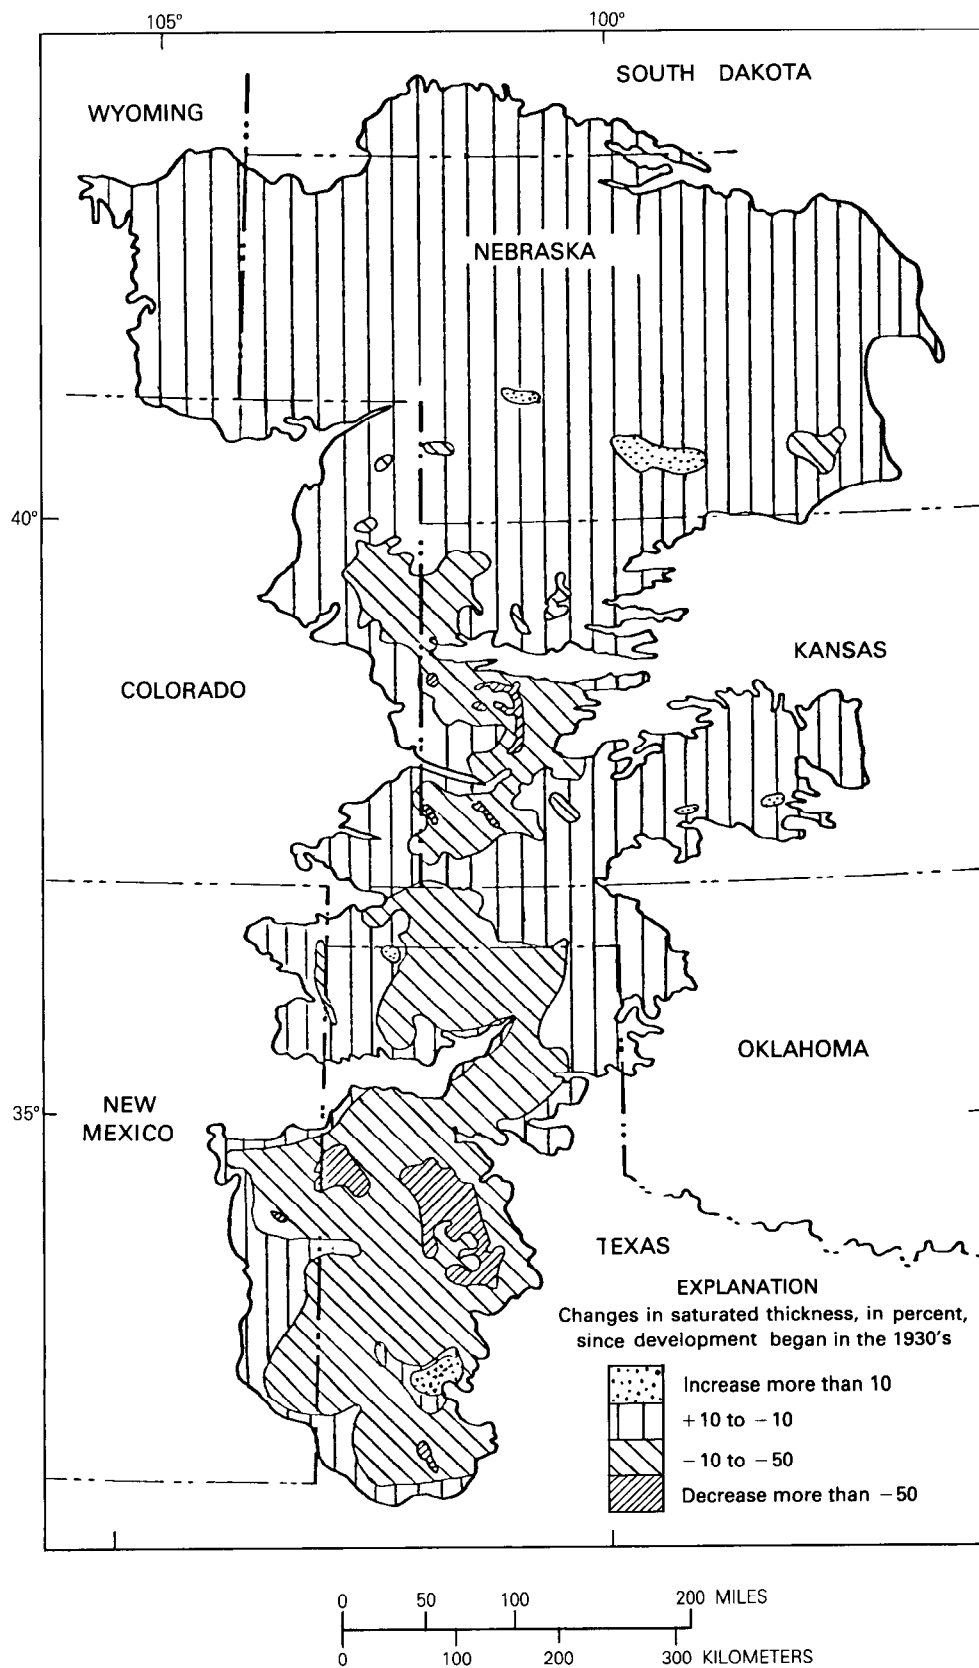 105°
100°
SOUTH DAKOTA
WYOMING
NEBRASKA
40°
KANSAS
COLORADO
OKLAHOMA
35°
NEW
MEXICO
TEXAS
EXPLANATION
Changes in saturated thickness, in percent,
since development began in the 1930's
Increase more than 10
+10 to −10
−10 to −50
Decrease more than −50
0 50 100 200 MILES
0 100 200 300 KILOMETERS